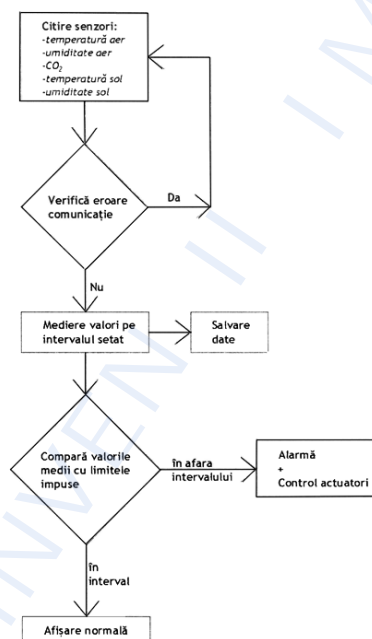 Citire senzori:
-temperatură aer
-umiditate aer
-CO2
-temperatură sol
-umiditate sol
Verifică eroare
comunicație
Da
Nu
Mediere valori pe
intervalul setat
Salvare
date
Compară valorile
medii cu limitele
impuse
în afara
intervalului
Alarmă
+
Control actuatori
în
interval
Afișare normală
INVEN II I M